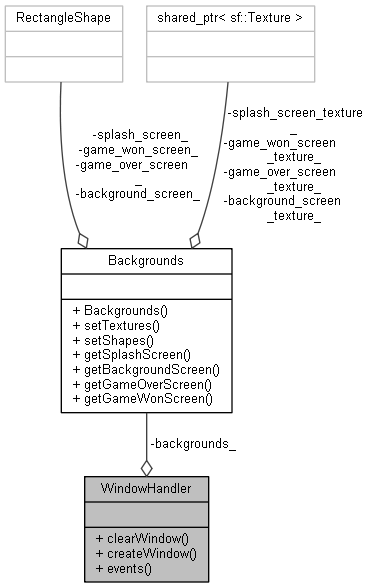 RectangleShape
shared_ptr< sf::Texture >
-splash_screen_
-game_won_screen_
-game_over_screen
_
-background_screen_
-splash_screen_texture
_
-game_won_screen
_texture_
-game_over_screen
_texture_
-background_screen
_texture_
Backgrounds
+ Backgrounds()
+ setTextures()
+ setShapes()
+ getSplashScreen()
+ getBackgroundScreen()
+ getGameOverScreen()
+ getGameWonScreen()
-backgrounds_
WindowHandler
+ clearWindow()
+ createWindow()
+ events()